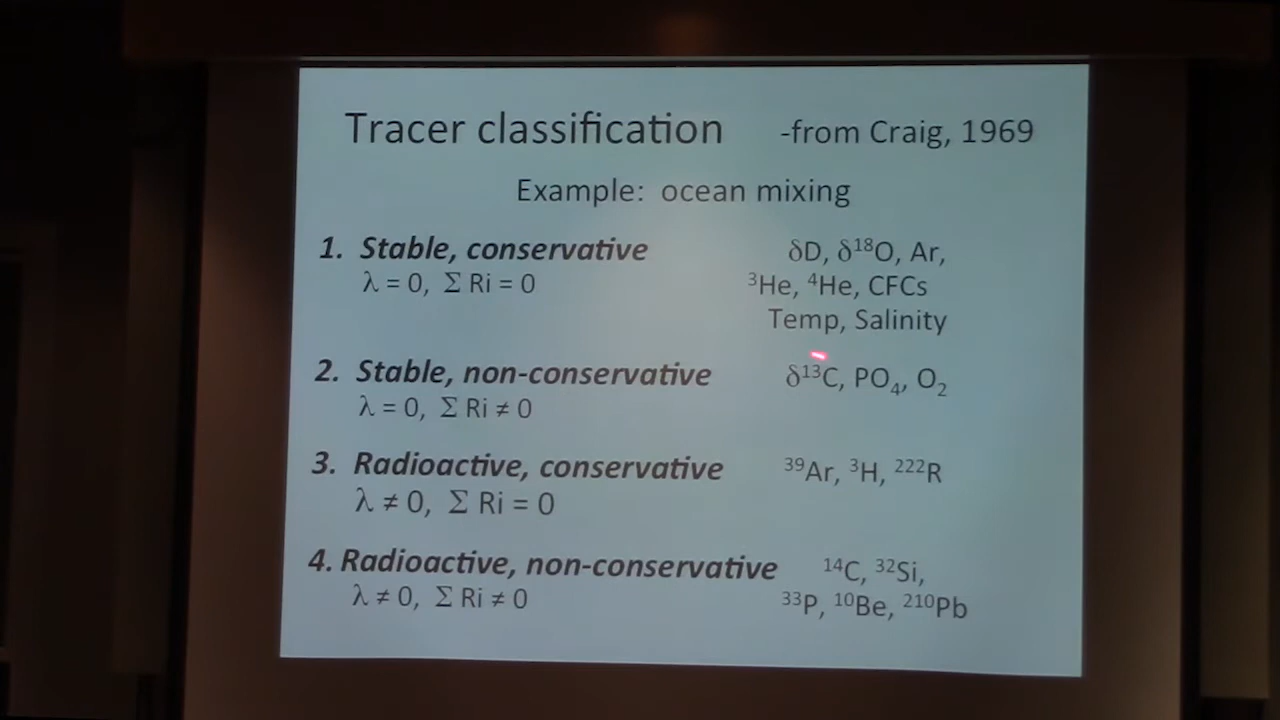 Tracer classification -from Craig, 1969
Example: ocean mixing
1. Stable, conservative δD, δ¹⁸O, Ar,
λ = 0, Σ Ri = 0 ³He, ⁴He, CFCs
Temp, Salinity
2. Stable, non-conservative δ¹³C, PO₄, O₂
λ = 0, Σ Ri ≠ 0
3. Radioactive, conservative ³⁹Ar, ³H, ²²²R
λ ≠ 0, Σ Ri = 0
4. Radioactive, non-conservative ¹⁴C, ³²Si,
λ ≠ 0, Σ Ri ≠ 0 ³³P, ¹⁰Be, ²¹⁰Pb